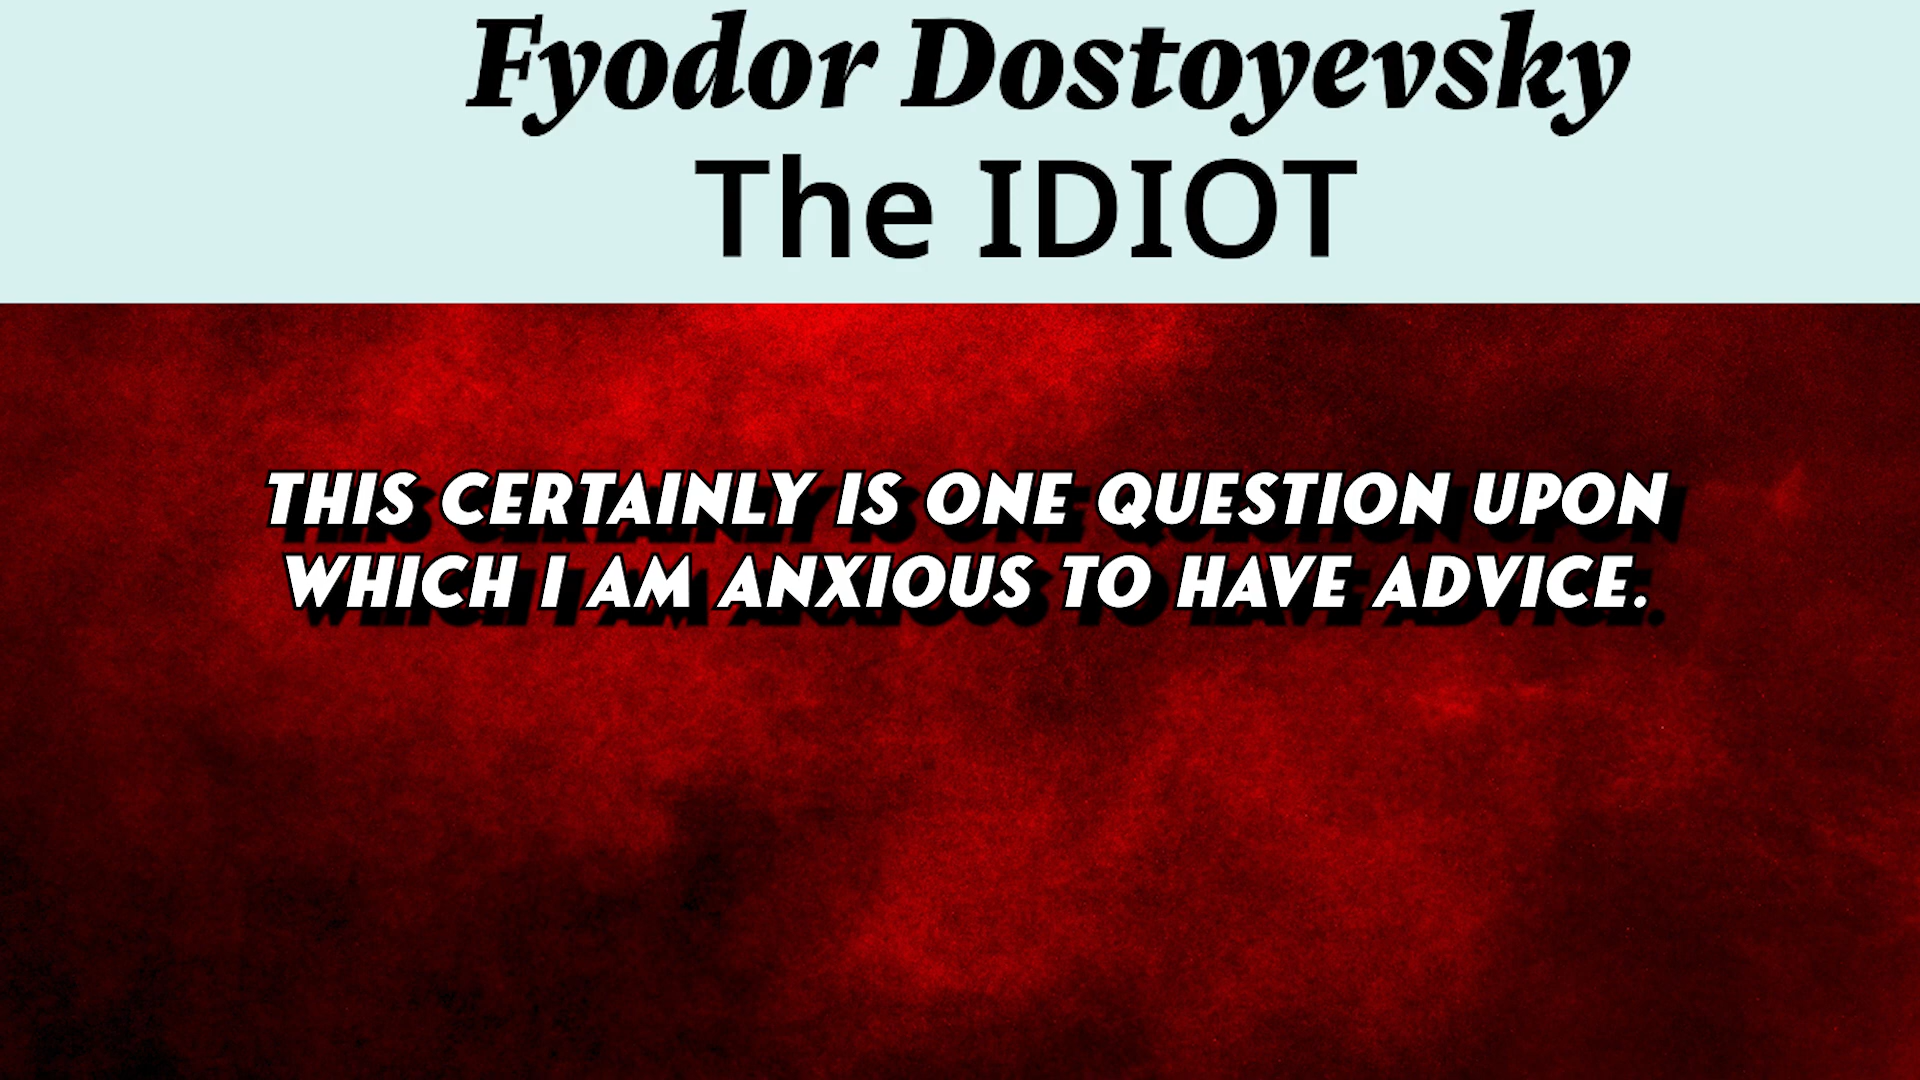 Fyodor Dostoyevsky
The IDIOT
THIS CERTAINLY IS ONE QUESTION UPON
WHICH I AM ANXIOUS TO HAVE ADVICE.